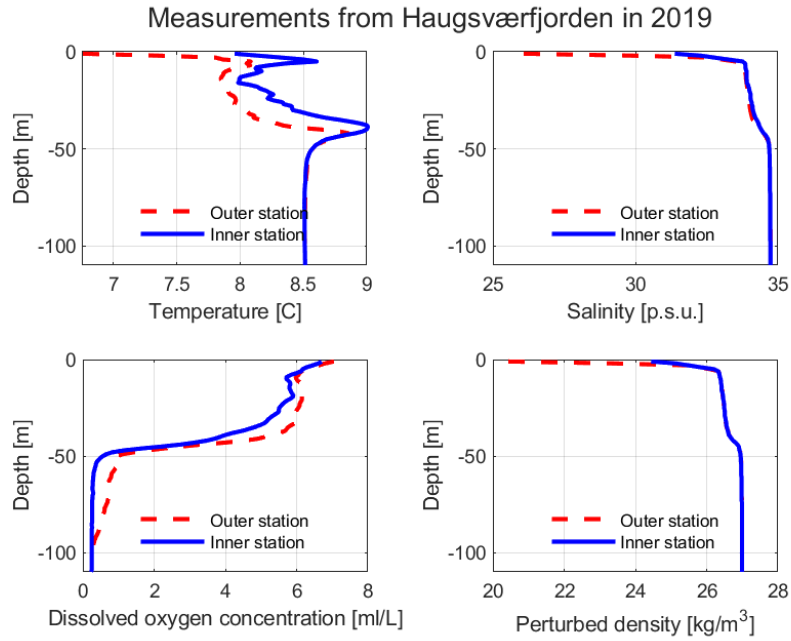 Measurements from Haugsværfjorden in 2019
0
-50
-100
Depth [m]
Outer station
Inner station
7
7.5
8
8.5
9
Temperature [C]
0
-50
-100
Depth [m]
Outer station
Inner station
25
30
35
Salinity [p.s.u.]
0
-50
-100
Depth [m]
Outer station
Inner station
0
2
4
6
8
Dissolved oxygen concentration [ml/L]
0
-50
-100
Depth [m]
Outer station
Inner station
20
22
24
26
28
Perturbed density [kg/m³]